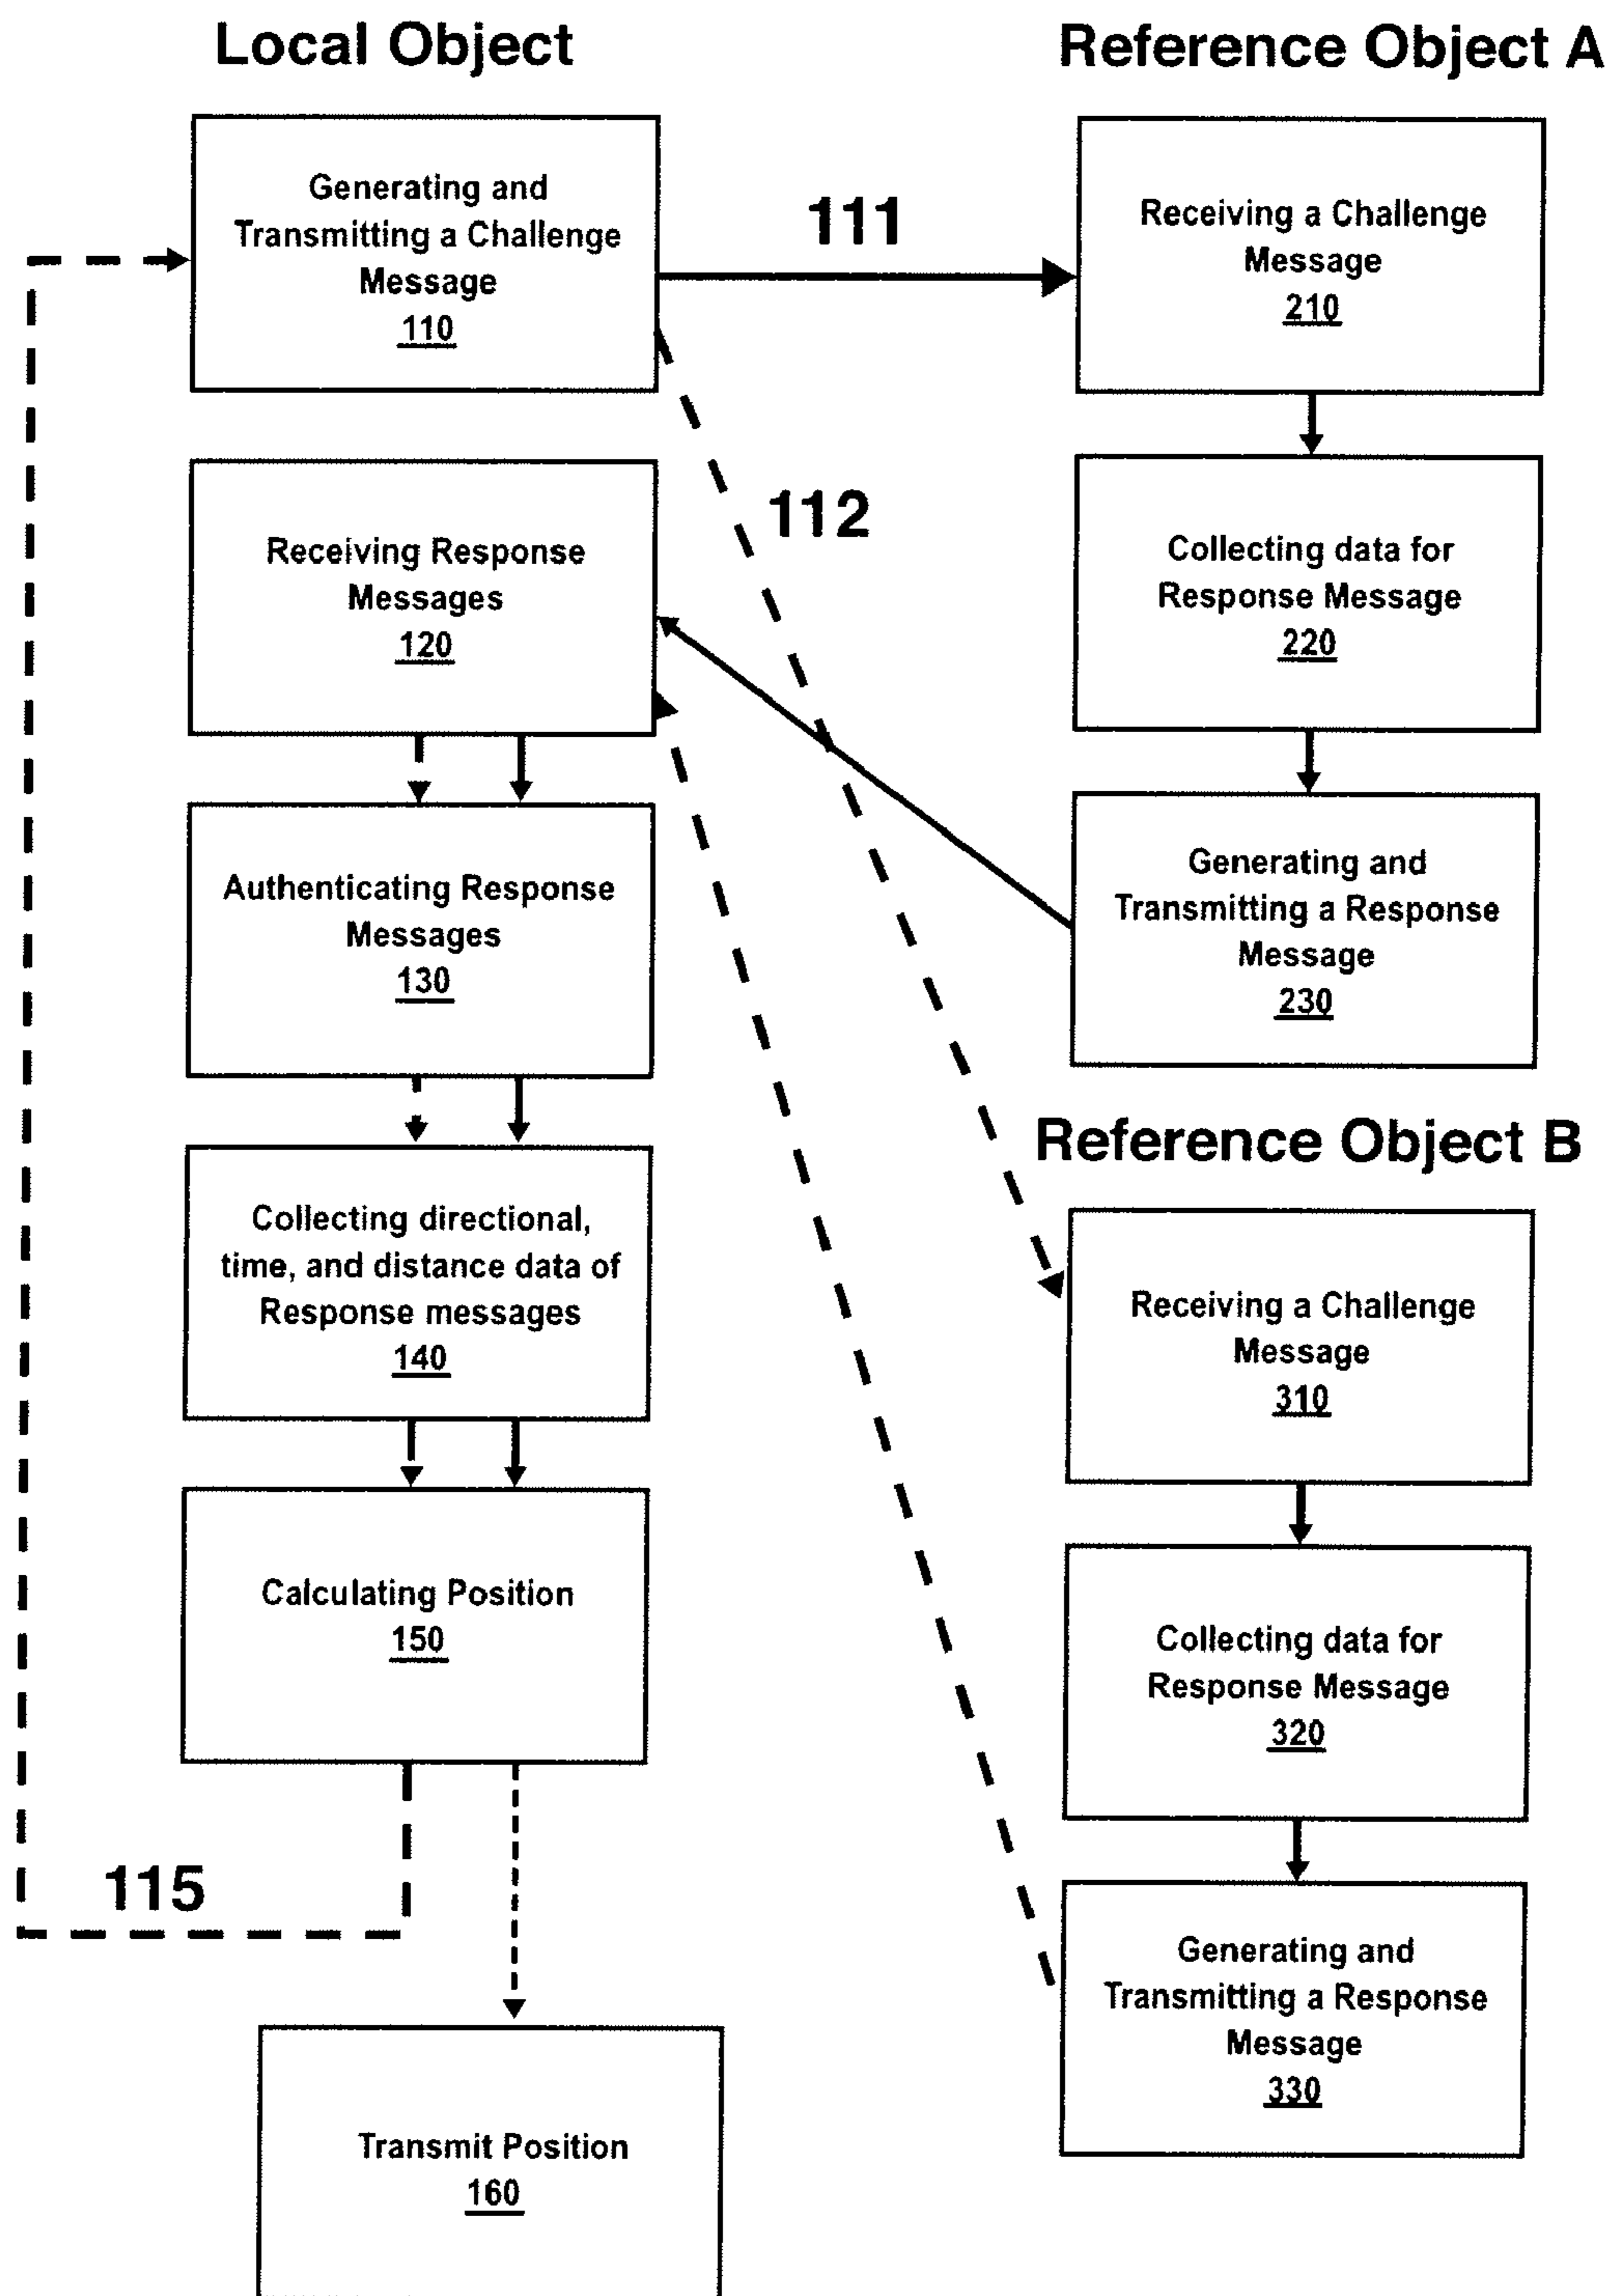 Local Object
Generating and
Transmitting a Challenge
Message
110
Receiving Response
Messages
120
Authenticating Response
Messages
130
Collecting directional,
time, and distance data of
Response messages
140
Calculating Position
150
115
Transmit Position
160
111
112
Reference Object A
Receiving a Challenge
Message
210
Collecting data for
Response Message
220
Generating and
Transmitting a Response
Message
230
Reference Object B
Receiving a Challenge
Message
310
Collecting data for
Response Message
320
Generating and
Transmitting a Response
Message
330